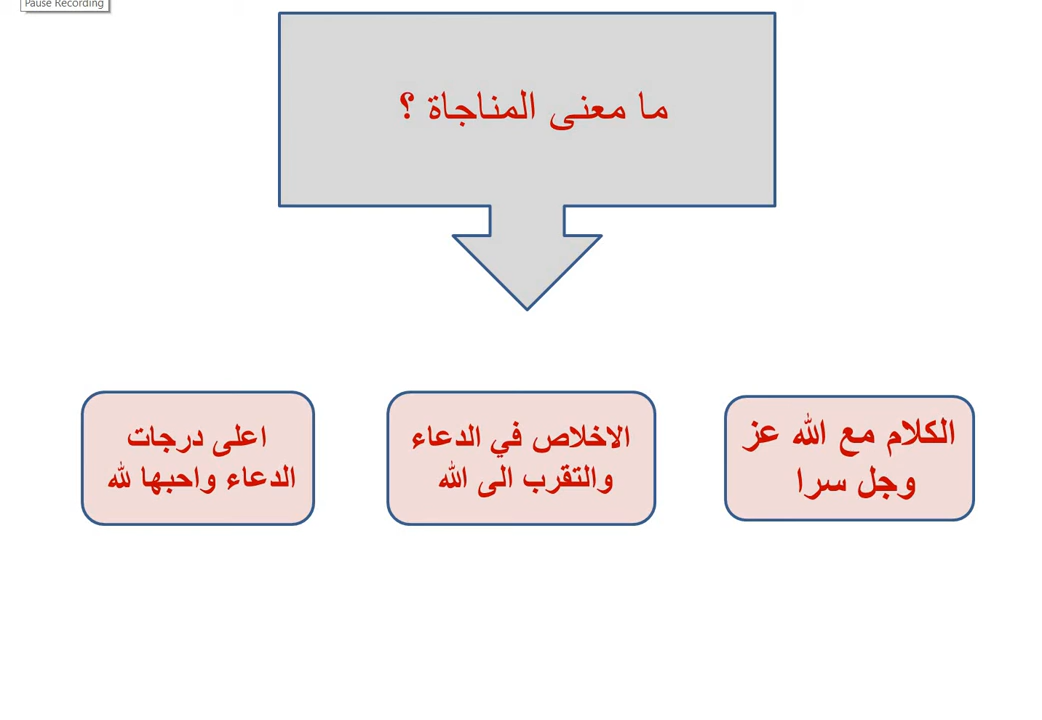 Pause Recording
ما معنى المناجاة ؟
الكلام مع الله عز
وجل سرا
الاخلاص في الدعاء
والتقرب الى الله
اعلى درجات
الدعاء واحبها لله